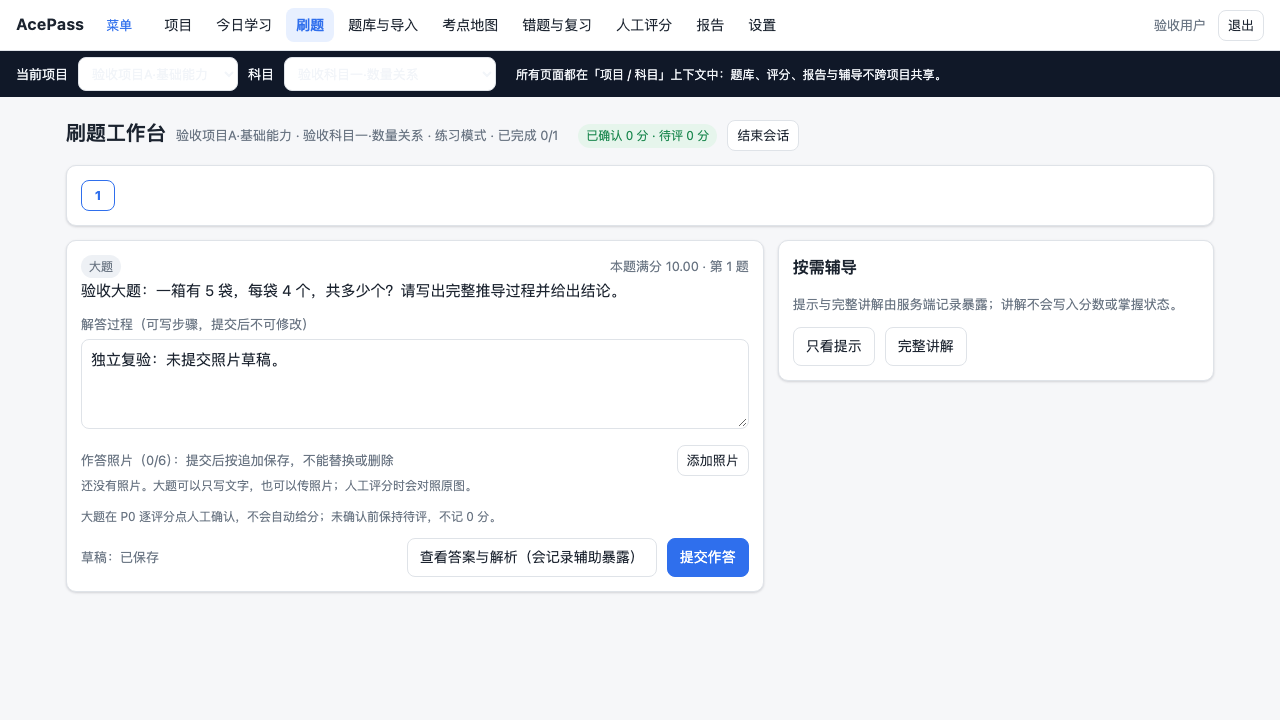 AcePass 菜单 项目 今日学习 刷题 题库与导入 考点地图 错题与复习 人工评分 报告 设置 验收用户 退出
当前项目 验收项目A·基础能力 科目 验收科目一·数量关系 所有页面都在「项目 / 科目」上下文中：题库、评分、报告与辅导不跨项目共享。
刷题工作台 验收项目A·基础能力 · 验收科目一·数量关系 · 练习模式 · 已完成 0/1 已确认 0 分 · 待评 0 分 结束会话
1
大题 本题满分 10.00 · 第 1 题
验收大题：一箱有 5 袋，每袋 4 个，共多少个？请写出完整推导过程并给出结论。
解答过程（可写步骤，提交后不可修改）
独立复验：未提交照片草稿。
作答照片（0/6）：提交后按追加保存，不能替换或删除 添加照片
还没有照片。大题可以只写文字，也可以传照片；人工评分时会对照原图。
大题在 P0 逐评分点人工确认，不会自动给分；未确认前保持待评，不记 0 分。
草稿：已保存 查看答案与解析（会记录辅助暴露） 提交作答
按需辅导
提示与完整讲解由服务端记录暴露；讲解不会写入分数或掌握状态。
只看提示 完整讲解